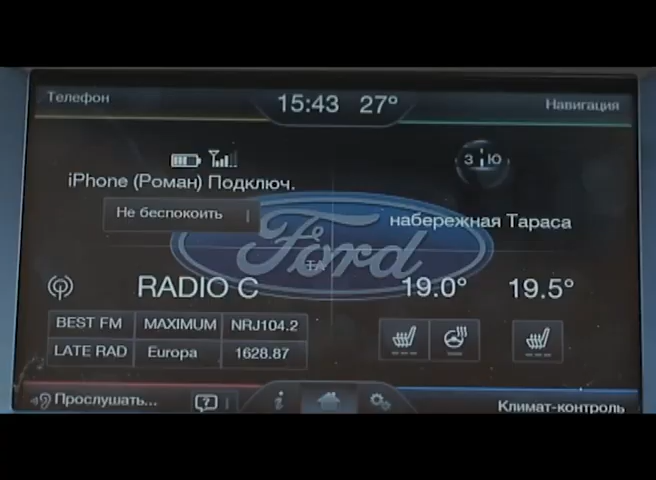 Телефон
15:43 27°
Навигация
З Ю
iPhone (Роман) Подключ.
Не беспокоить
набережная Тараса
Ford
TA
RADIO C
19.0° 19.5°
BEST FM MAXIMUM NRJ104.2
LATE RAD Europa 1628.87
Прослушать...
?
i
Климат-контроль